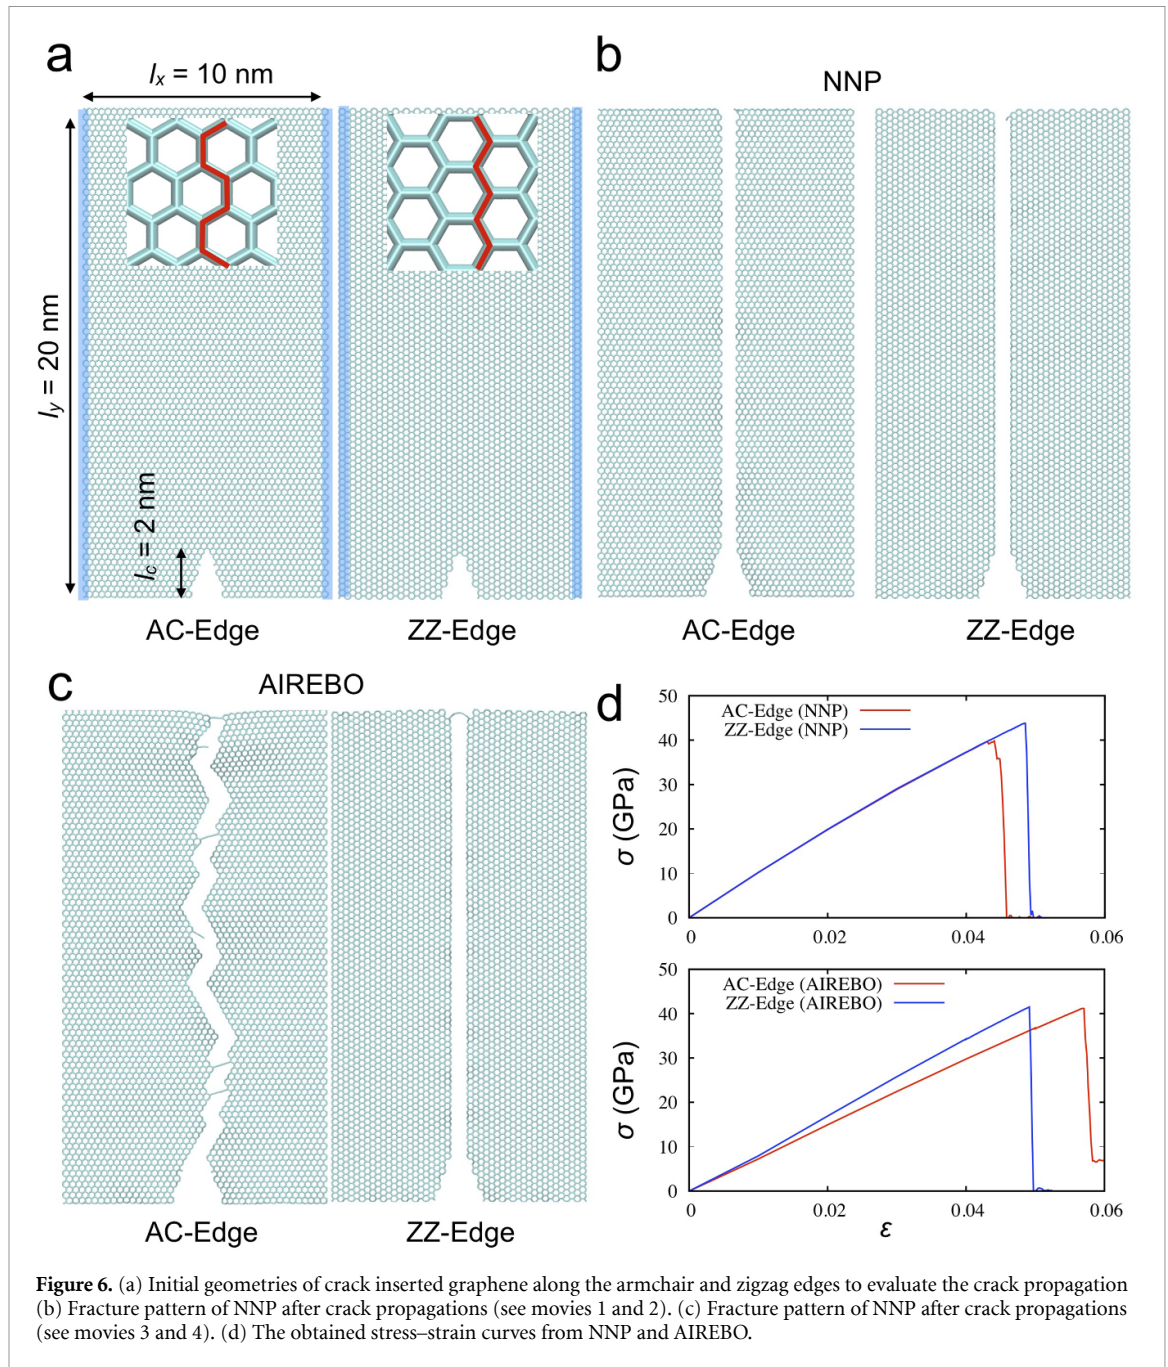 a
lₓ = 10 nm
l_y = 20 nm
l_c = 2 nm
AC-Edge
ZZ-Edge
b
NNP
AC-Edge
ZZ-Edge
c
AIREBO
AC-Edge
ZZ-Edge
d
AC-Edge (NNP)
ZZ-Edge (NNP)
50
40
30
20
10
0
σ (GPa)
0 0.02 0.04 0.06
AC-Edge (AIREBO)
ZZ-Edge (AIREBO)
50
40
30
20
10
0
σ (GPa)
0 0.02 0.04 0.06
ε
Figure 6. (a) Initial geometries of crack inserted graphene along the armchair and zigzag edges to evaluate the crack propagation
(b) Fracture pattern of NNP after crack propagations (see movies 1 and 2). (c) Fracture pattern of NNP after crack propagations
(see movies 3 and 4). (d) The obtained stress–strain curves from NNP and AIREBO.